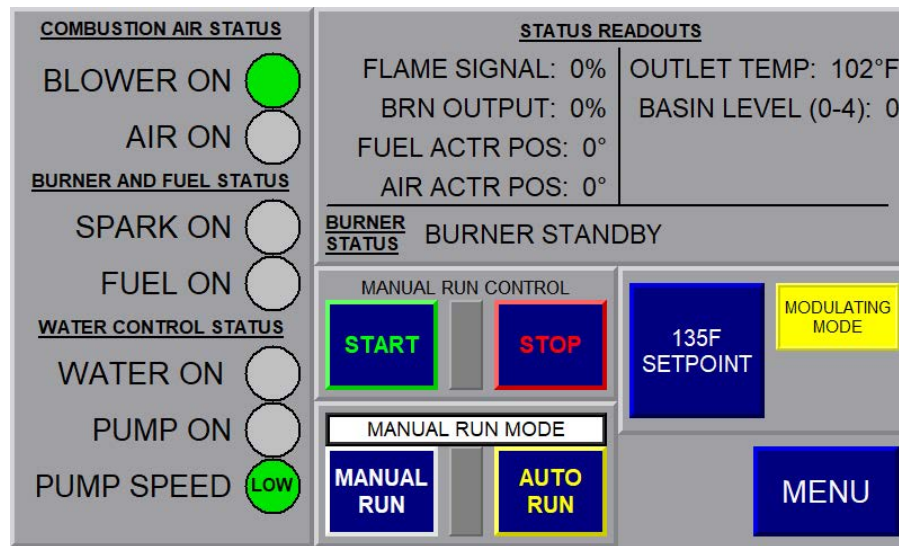 COMBUSTION AIR STATUS
BLOWER ON
AIR ON
BURNER AND FUEL STATUS
SPARK ON
FUEL ON
WATER CONTROL STATUS
WATER ON
PUMP ON
PUMP SPEED LOW
STATUS READOUTS
FLAME SIGNAL: 0%
BRN OUTPUT: 0%
FUEL ACTR POS: 0°
AIR ACTR POS: 0°
OUTLET TEMP: 102°F
BASIN LEVEL (0-4): 0
BURNER
STATUS
BURNER STANDBY
MANUAL RUN CONTROL
START
STOP
135F
SETPOINT
MODULATING
MODE
MANUAL RUN MODE
MANUAL
RUN
AUTO
RUN
MENU